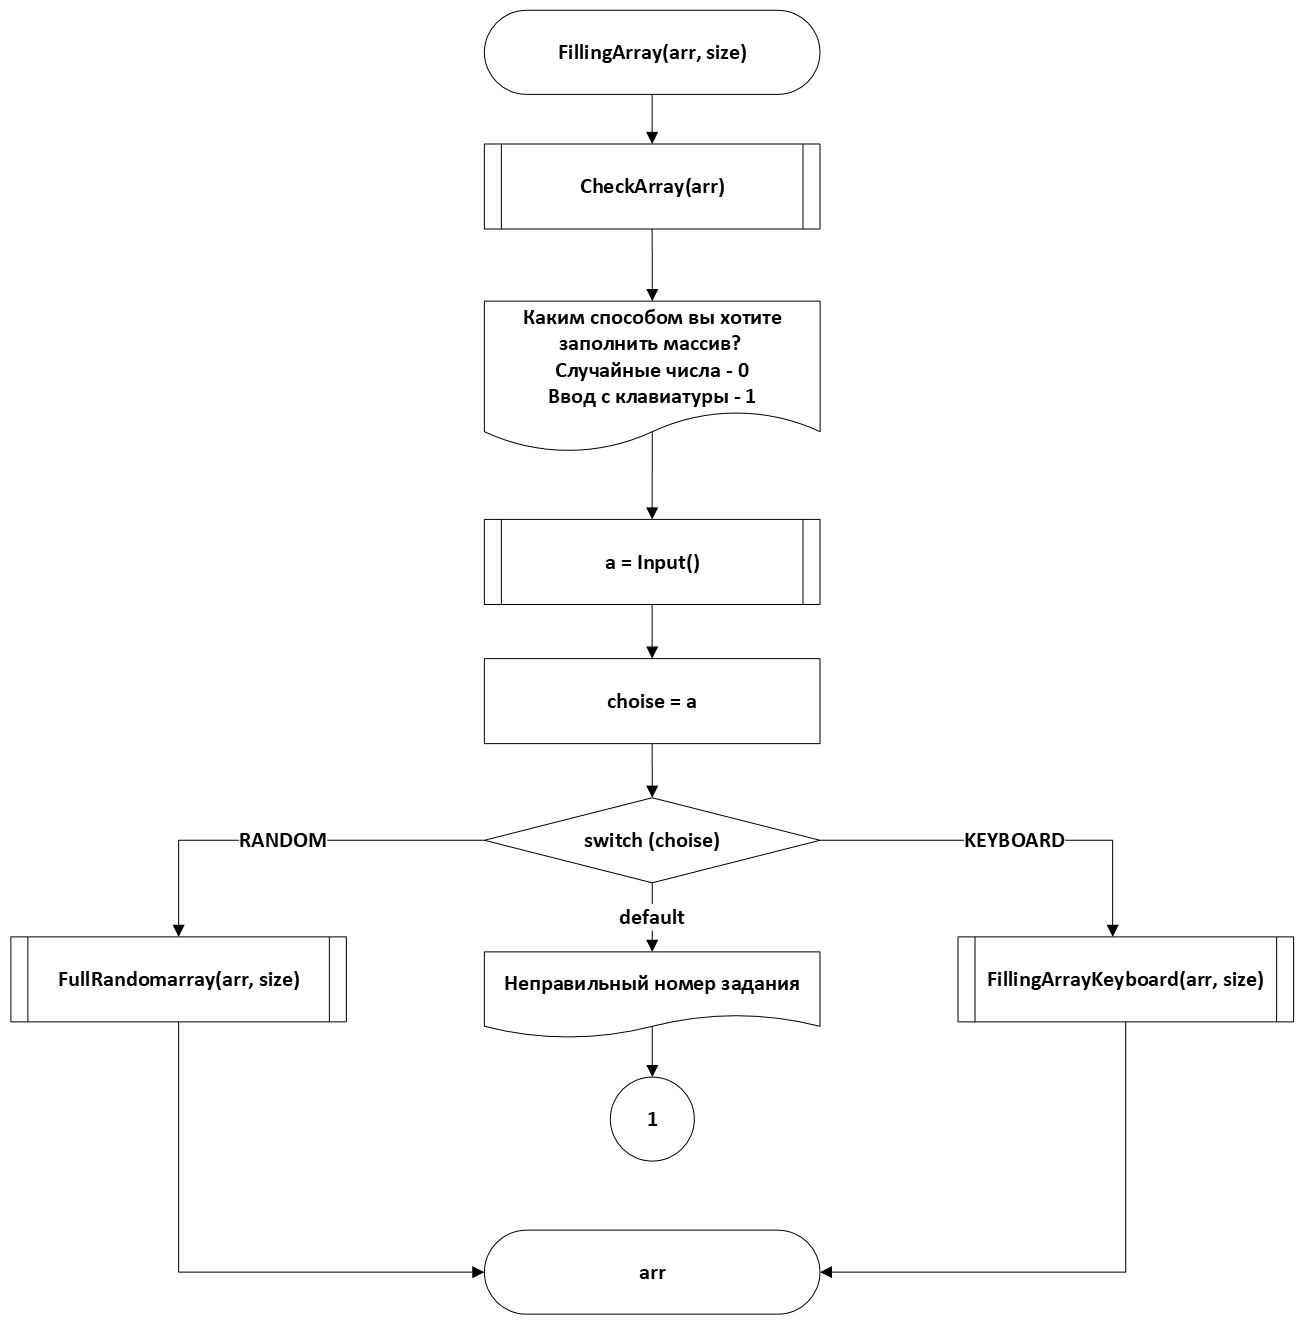 FillingArray(arr, size)
CheckArray(arr)
Каким способом вы хотите
заполнить массив?
Случайные числа - 0
Ввод с клавиатуры - 1
a = Input()
choise = a
switch (choise)
RANDOM
KEYBOARD
default
FullRandomarray(arr, size)
Неправильный номер задания
FillingArrayKeyboard(arr, size)
1
arr